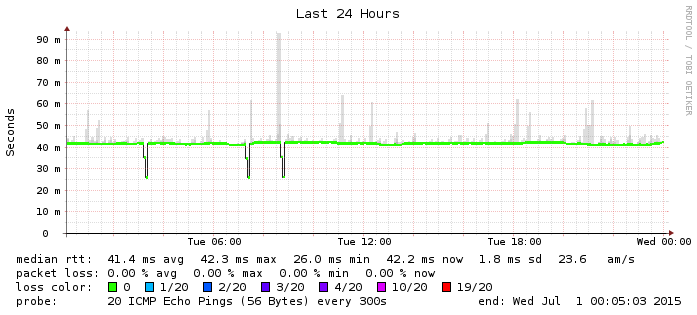 Last 24 Hours
RRDTOOL / TOBI OETIKER
Seconds
90 m
80 m
70 m
60 m
50 m
40 m
30 m
20 m
10 m
0
Tue 06:00 Tue 12:00 Tue 18:00 Wed 00:00
median rtt: 41.4 ms avg 42.3 ms max 26.0 ms min 42.2 ms now 1.8 ms sd 23.6 am/s
packet loss: 0.00 % avg 0.00 % max 0.00 % min 0.00 % now
loss color: 0 1/20 2/20 3/20 4/20 10/20 19/20
probe: 20 ICMP Echo Pings (56 Bytes) every 300s end: Wed Jul 1 00:05:03 2015